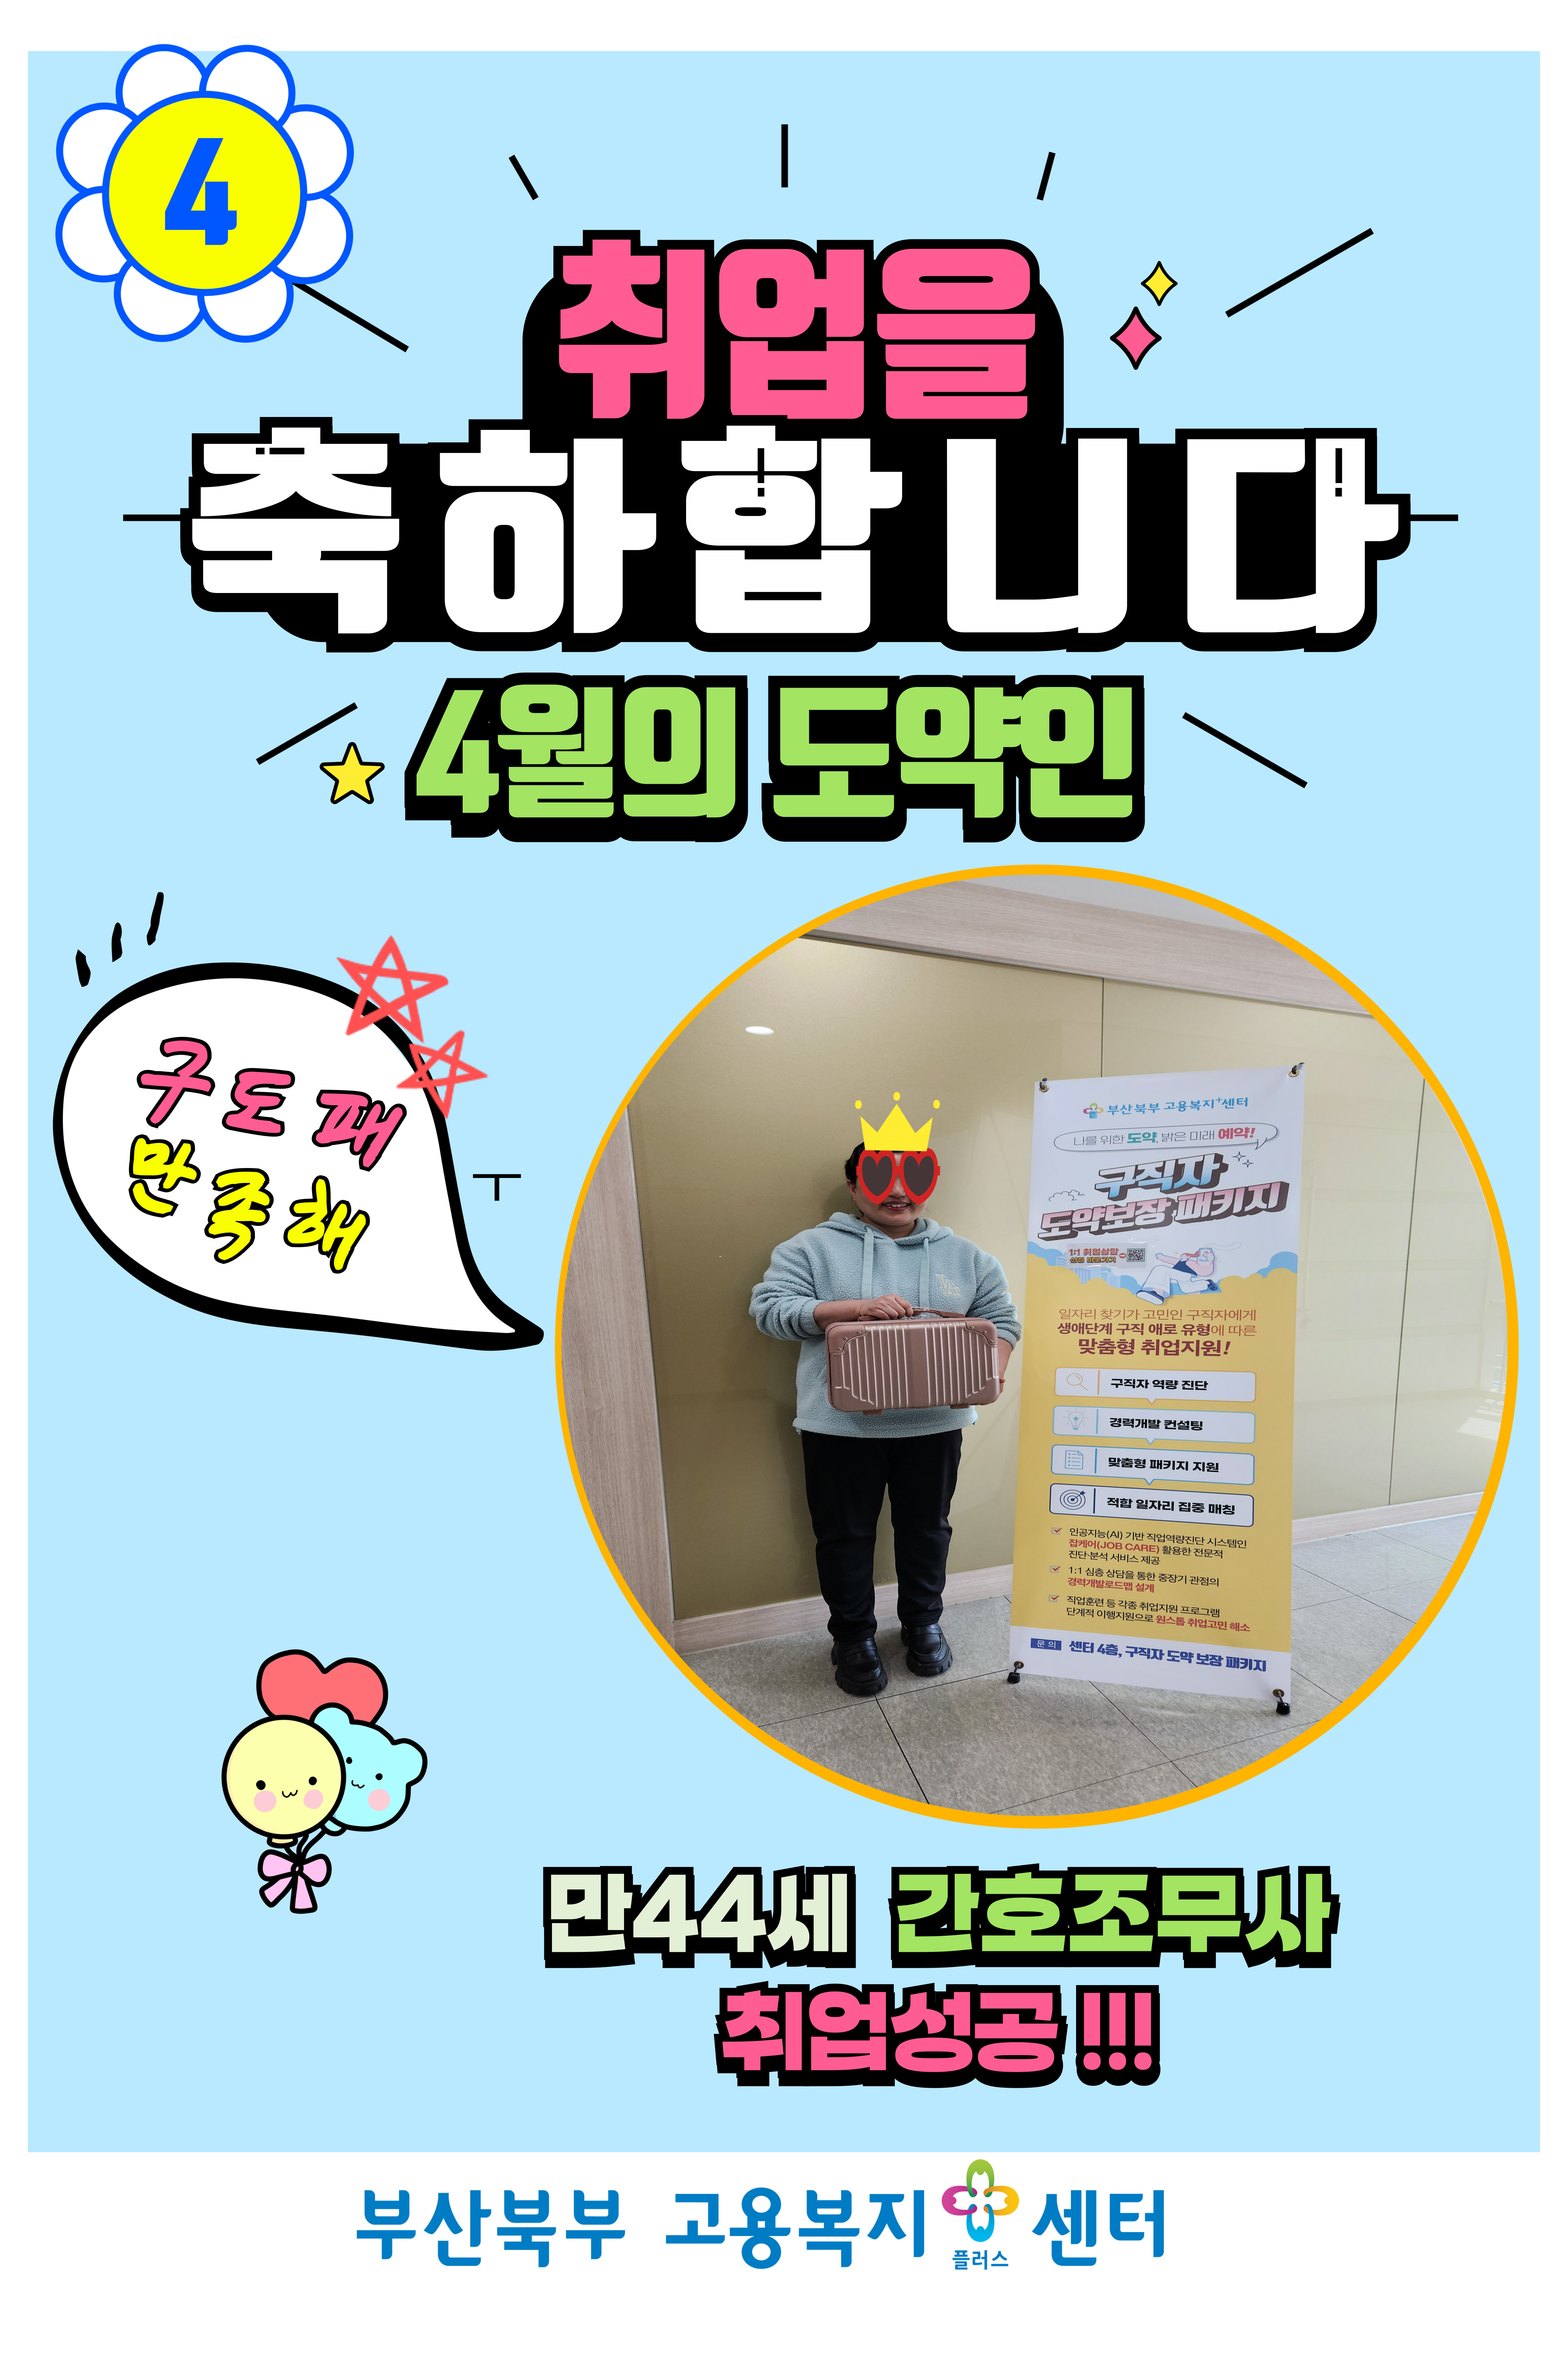 4
취업을
축하합니다
4월의 도약인
구도패
만족해
ㅜ
부산북부 고용복지+센터
나를 위한 도약, 밝은 미래 예약!
구직자
도약보장 패키지
1:1 취업상담
일자리 찾기가 고민인 구직자에게
생애단계 구직 애로 유형에 따른
맞춤형 취업지원!
구직자 역량 진단
경력개발 컨설팅
맞춤형 패키지 지원
적합 일자리 집중 매칭
인공지능(AI) 기반 직업역량진단 시스템인
잡케어(JOB CARE) 활용한 전문적
진단·분석 서비스 제공
1:1 심층 상담을 통한 중장기 관점의
경력개발로드맵 설계
직업훈련 등 각종 취업지원 프로그램
단계적 이행지원으로 원스톱 취업고민 해소
문의 센터 4층, 구직자 도약 보장 패키지
만44세 간호조무사
취업성공!!!
부산북부 고용복지 센터
플러스